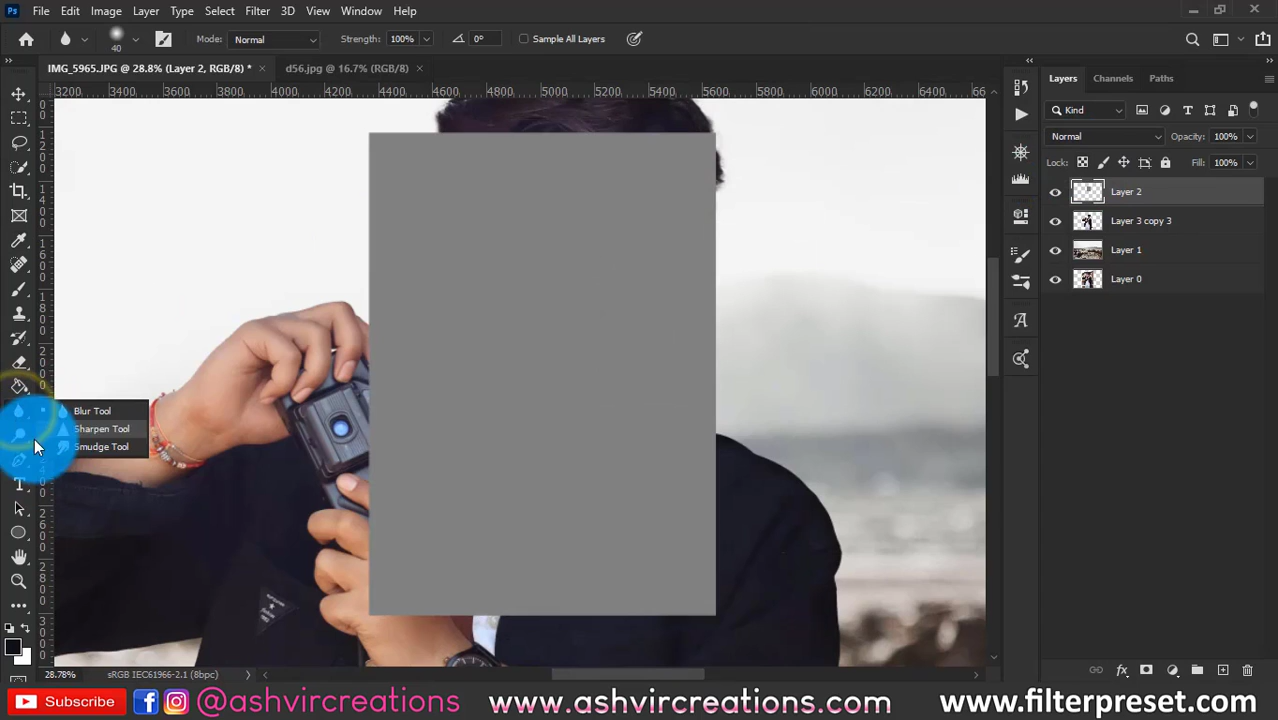 Ps File Edit Image Layer Type Select Filter 3D View Window Help
40 Mode: Normal Strength: 100% 0° Sample All Layers
IMG_5965.JPG @ 28.8% (Layer 2, RGB/8) * × d56.jpg @ 16.7% (RGB/8) ×
3200 3400 3600 3800 4000 4200 4400 4600 4800 5000 5200 5400 5600 5800 6000 6200 6400 66
Layers Channels Paths
Kind
Normal Opacity: 100%
Lock: Fill: 100%
Layer 2
Layer 3 copy 3
Layer 1
Layer 0
Blur Tool
Sharpen Tool
Smudge Tool
28.78% sRGB IEC61966-2.1 (8bpc)
Subscribe @ashvircreations www.ashvircreations.com www.filterpreset.com